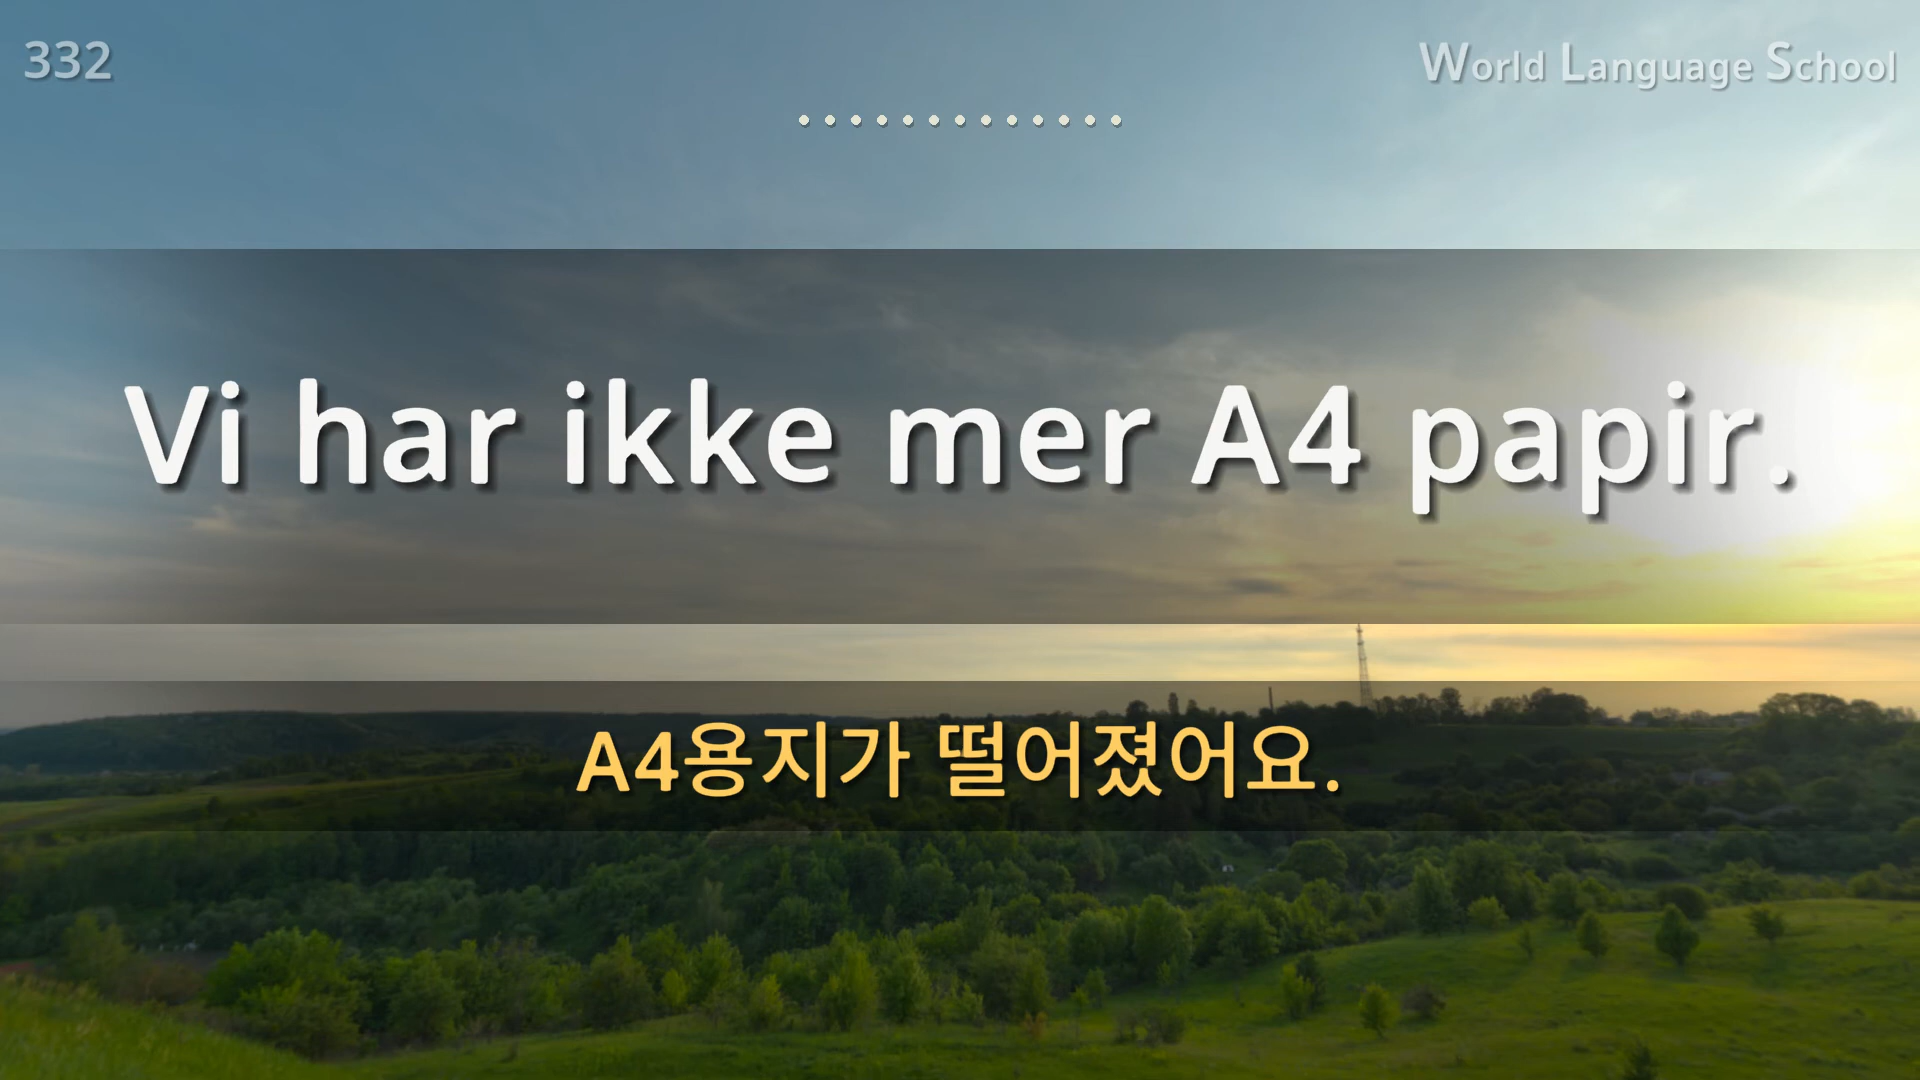 332
World Language School
Vi har ikke mer A4 papir.
A4용지가 떨어졌어요.